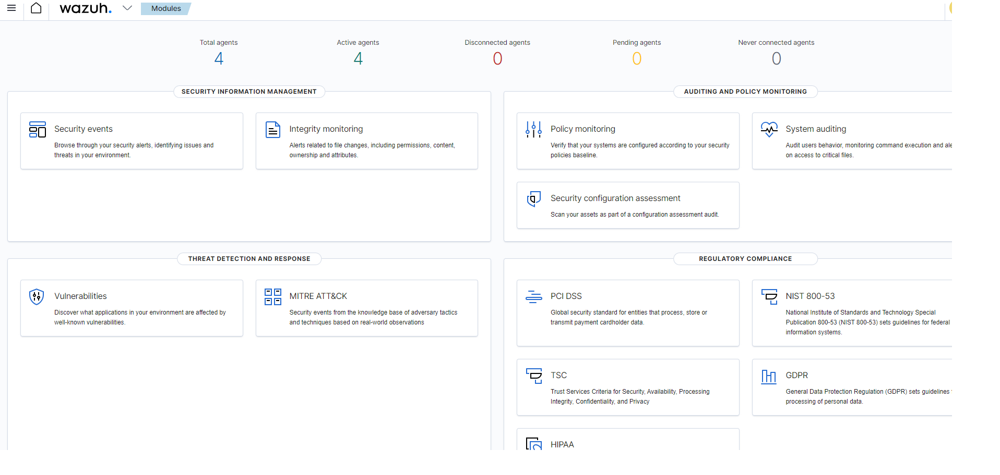 wazuh.
Modules
Total agents
4
Active agents
4
Disconnected agents
0
Pending agents
0
Never connected agents
0
SECURITY INFORMATION MANAGEMENT
Security events
Browse through your security alerts, identifying issues and
threats in your environment.
Integrity monitoring
Alerts related to file changes, including permissions, content,
ownership and attributes.
AUDITING AND POLICY MONITORING
Policy monitoring
Verify that your systems are configured according to your security
policies baseline.
System auditing
Audit users behavior, monitoring command execution and ale
on access to critical files.
Security configuration assessment
Scan your assets as part of a configuration assessment audit.
THREAT DETECTION AND RESPONSE
Vulnerabilities
Discover what applications in your environment are affected by
well-known vulnerabilities.
MITRE ATT&CK
Security events from the knowledge base of adversary tactics
and techniques based on real-world observations
REGULATORY COMPLIANCE
PCI DSS
Global security standard for entities that process, store or
transmit payment cardholder data.
NIST 800-53
National Institute of Standards and Technology Special
Publication 800-53 (NIST 800-53) sets guidelines for federal
information systems.
TSC
Trust Services Criteria for Security, Availability, Processing
Integrity, Confidentiality, and Privacy
GDPR
General Data Protection Regulation (GDPR) sets guidelines
processing of personal data.
HIPAA